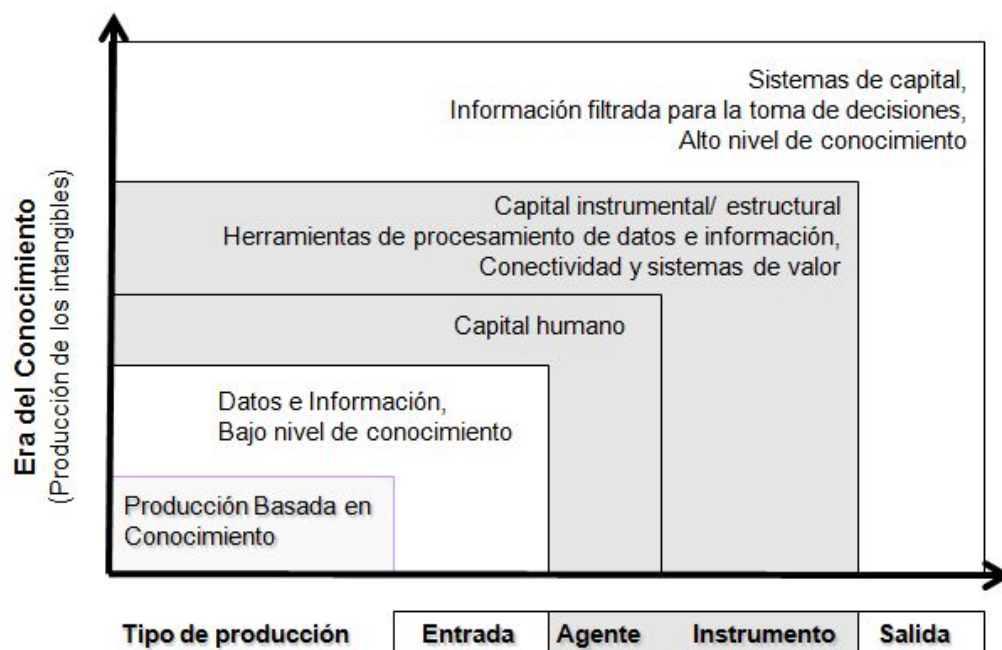 Sistemas de capital,
Información filtrada para la toma de decisiones,
Alto nivel de conocimiento
Capital instrumental/ estructural
Herramientas de procesamiento de datos e información,
Conectividad y sistemas de valor
Capital humano
Datos e Información,
Bajo nivel de conocimiento
Producción Basada en
Conocimiento
Era del Conocimiento
(Producción de los intangibles)
Tipo de producción Entrada Agente Instrumento Salida